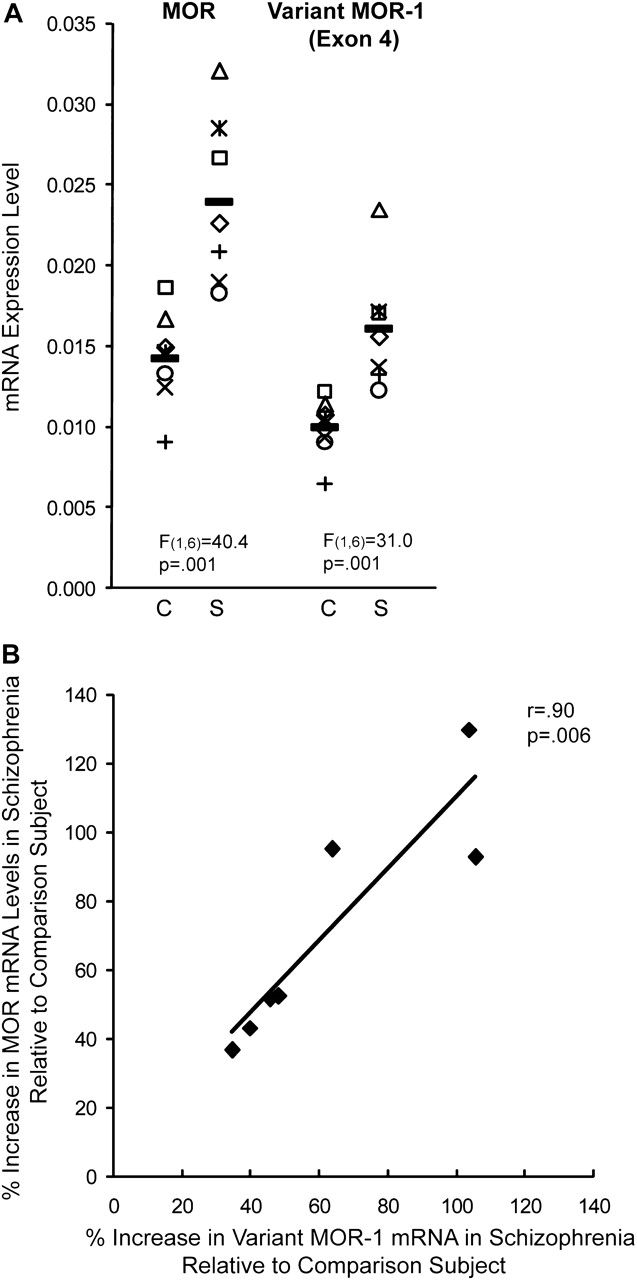 A
MOR
Variant MOR-1
(Exon 4)
mRNA Expression Level
0.035
0.030
0.025
0.020
0.015
0.010
0.005
0.000
F(1,6)=40.4
p=.001
F(1,6)=31.0
p=.001
C S C S
B
% Increase in MOR mRNA Levels in Schizophrenia
Relative to Comparison Subject
140
120
100
80
60
40
20
0
r=.90
p=.006
0 20 40 60 80 100 120 140
% Increase in Variant MOR-1 mRNA in Schizophrenia
Relative to Comparison Subject